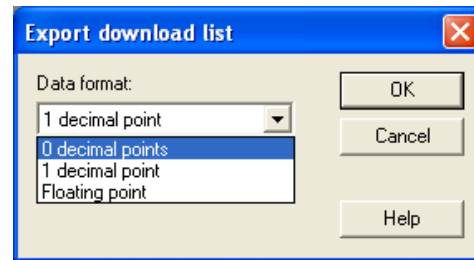 Export download list
Data format:
1 decimal point
0 decimal points
1 decimal point
Floating point
OK
Cancel
Help